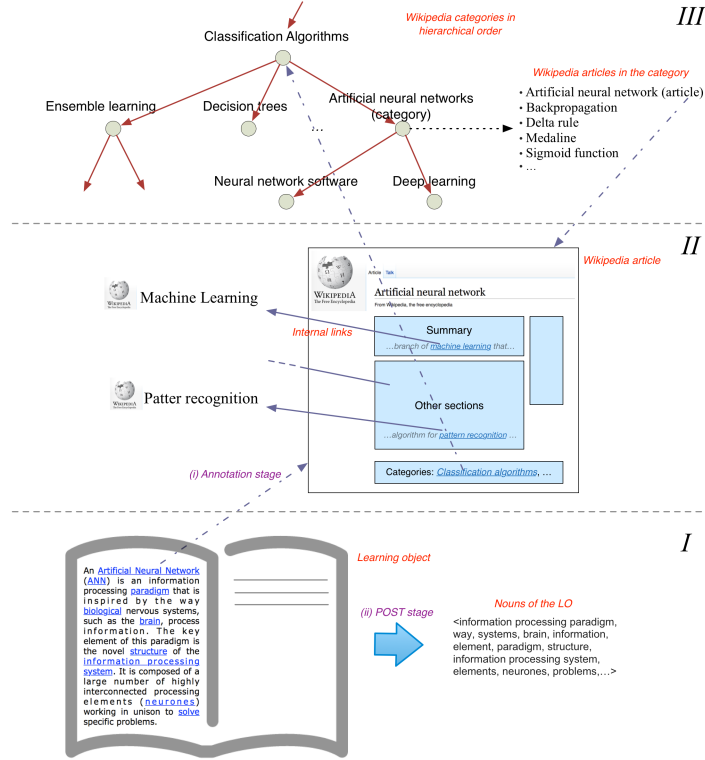 Wikipedia categories in
hierarchical order
III
Classification Algorithms
Wikipedia articles in the category
Ensemble learning
Decision trees
...
Artificial neural networks
(category)
• Artificial neural network (article)
• Backpropagation
• Delta rule
• Medaline
• Sigmoid function
• ...
Neural network software
Deep learning
II
Wikipedia article
WIKIPEDIA
The Free Encyclopedia
Article Talk
Artificial neural network
From Wikipedia, the free encyclopedia
Machine Learning
Internal links
Summary
...branch of machine learning that...
Patter recognition
Other sections
...algorithm for pattern recognition ...
(i) Annotation stage
Categories: Classification algorithms, ...
I
Learning object
An Artificial Neural Network
(ANN) is an information
processing paradigm that is
inspired by the way
biological nervous systems,
such as the brain, process
information. The key
element of this paradigm is
the novel structure of the
information processing
system. It is composed of a
large number of highly
interconnected processing
elements (neurones)
working in unison to solve
specific problems.
(ii) POST stage
Nouns of the LO
<information processing paradigm,
way, systems, brain, information,
element, paradigm, structure,
information processing system,
elements, neurones, problems,...>